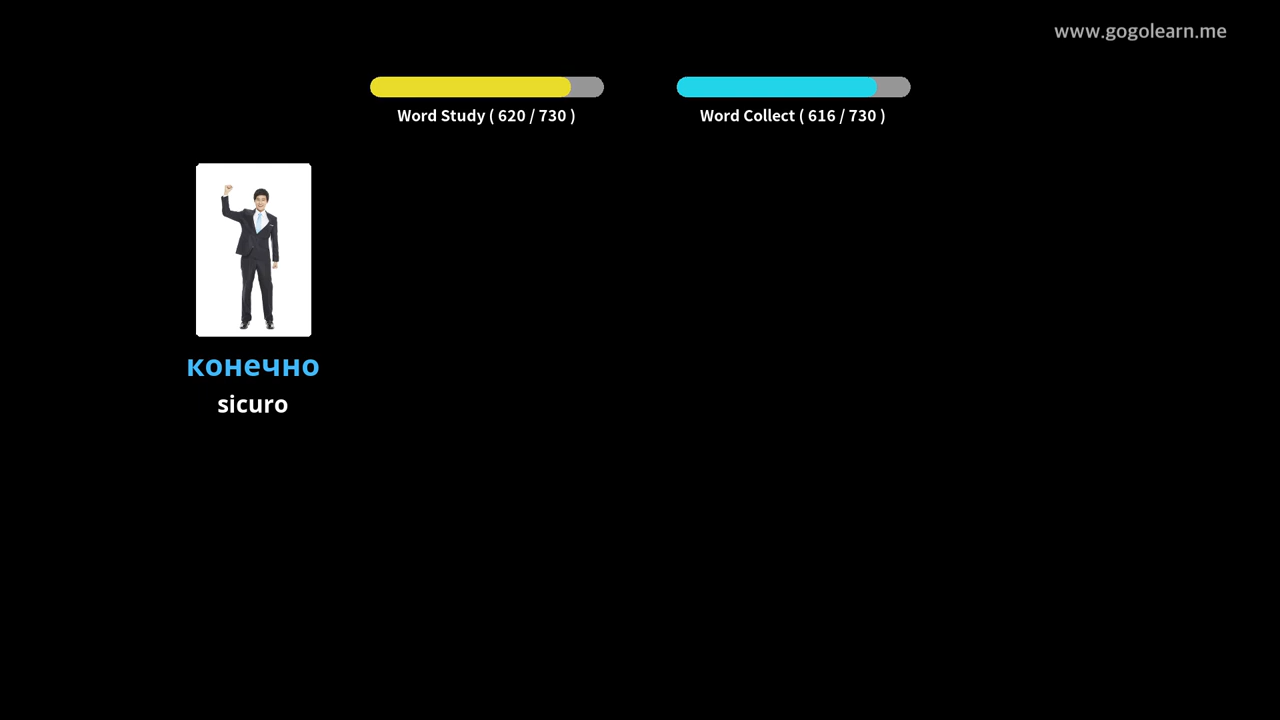 www.gogolearn.me
Word Study ( 620 / 730 )
Word Collect ( 616 / 730 )
конечно
sicuro